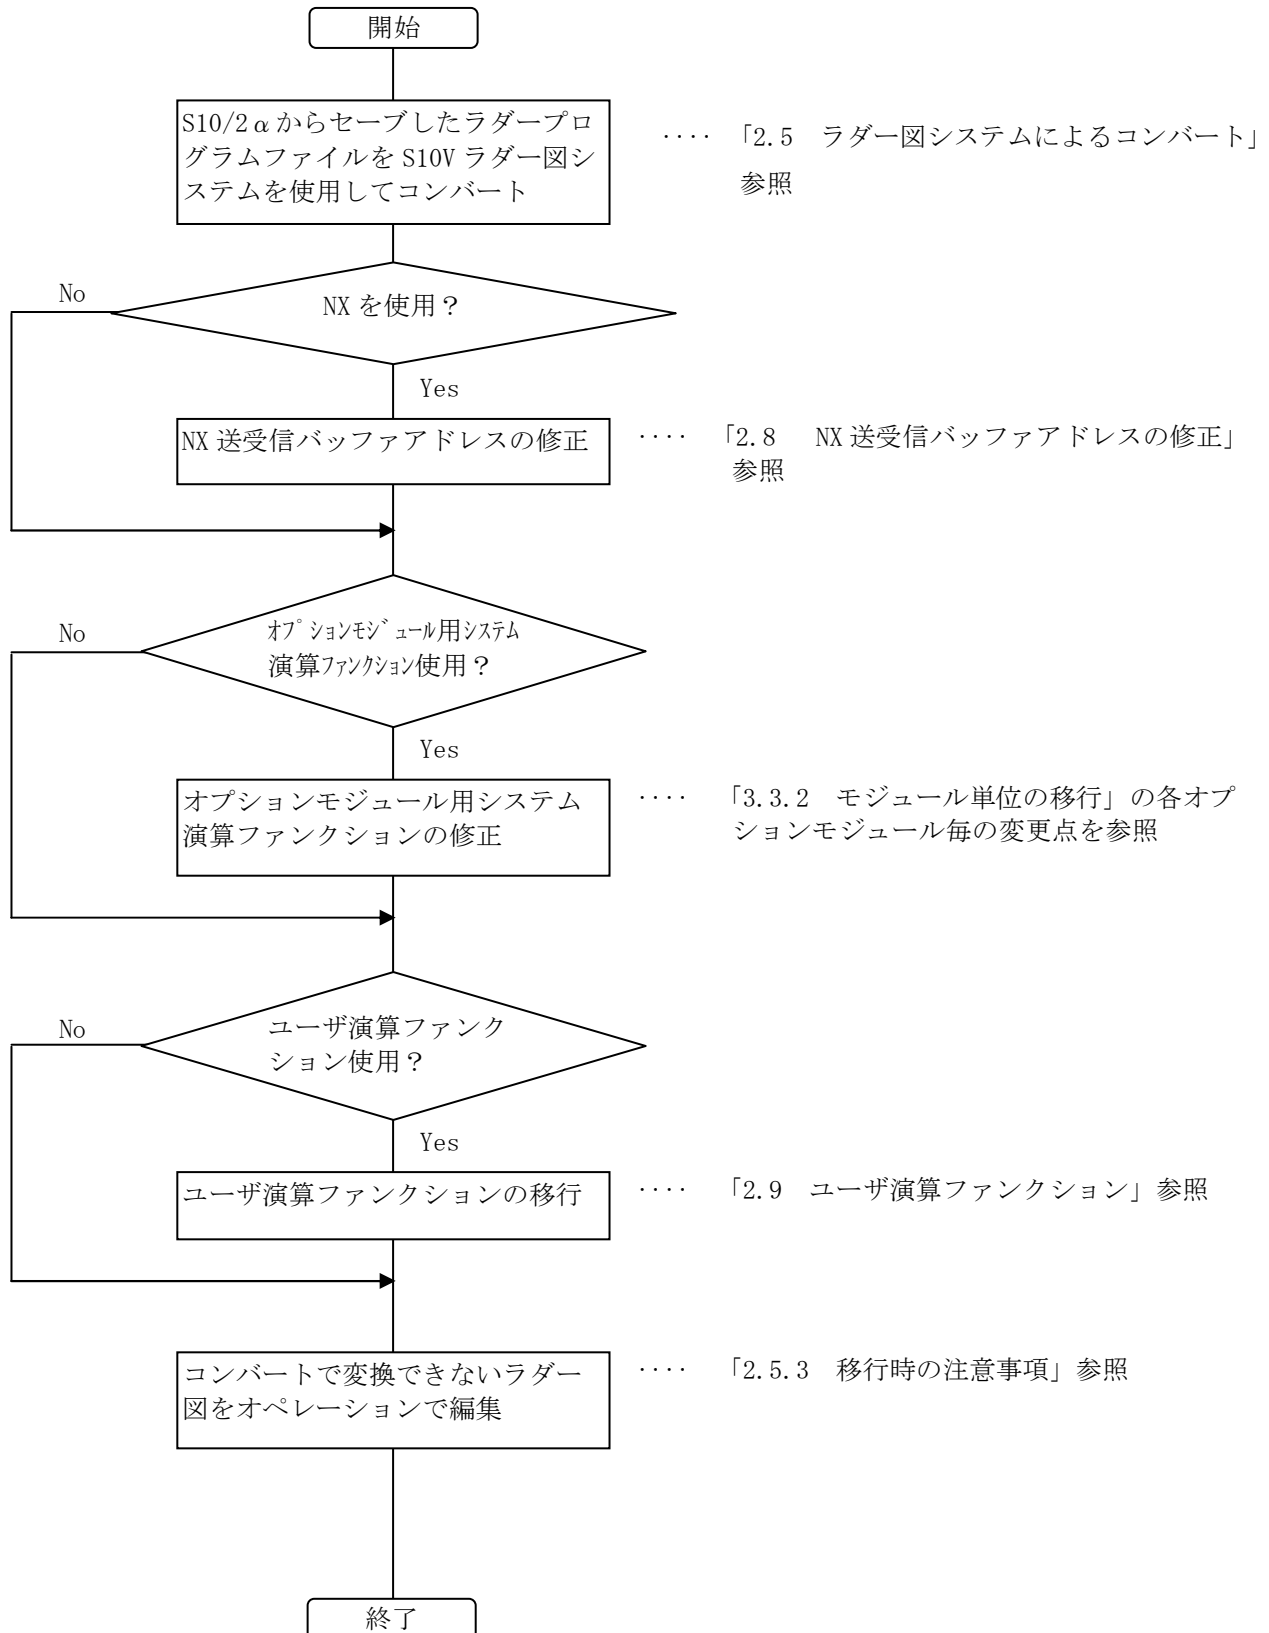 開始
S10/2αからセーブしたラダープロ
グラムファイルを S10V ラダー図シ
ステムを使用してコンバート
‥‥ 「2.5 ラダー図システムによるコンバート」
参照
No
NX を使用？
Yes
NX 送受信バッファアドレスの修正
‥‥ 「2.8 NX 送受信バッファアドレスの修正」
参照
No
ｵﾌﾟｼｮﾝﾓｼﾞｭｰﾙ用ｼｽﾃﾑ
演算ﾌｧﾝｸｼｮﾝ使用？
Yes
オプションモジュール用システム
演算ファンクションの修正
‥‥ 「3.3.2 モジュール単位の移行」の各オプ
ションモジュール毎の変更点を参照
No
ユーザ演算ファンク
ション使用？
Yes
ユーザ演算ファンクションの移行
‥‥ 「2.9 ユーザ演算ファンクション」参照
コンバートで変換できないラダー
図をオペレーションで編集
‥‥ 「2.5.3 移行時の注意事項」参照
終了